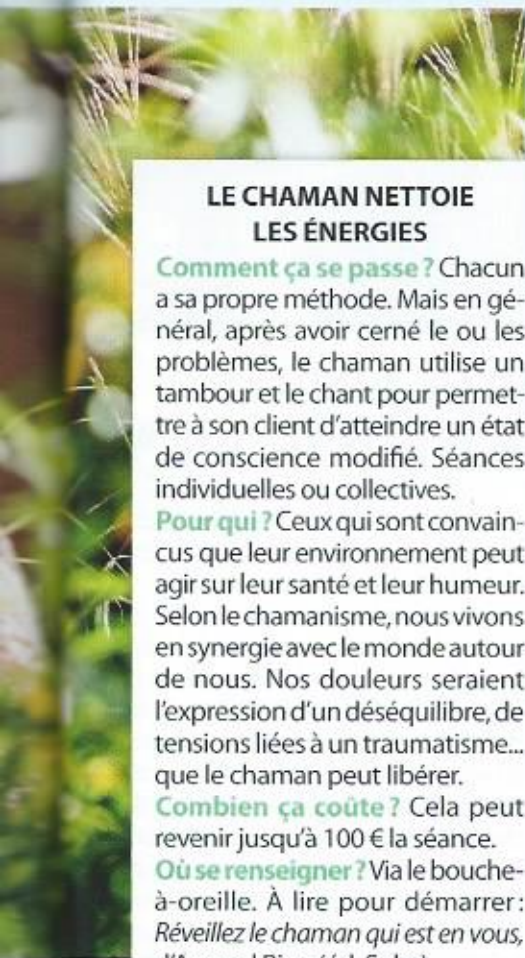 LE CHAMAN NETTOIE
LES ÉNERGIES
Comment ça se passe ? Chacun
a sa propre méthode. Mais en gé-
néral, après avoir cerné le ou les
problèmes, le chaman utilise un
tambour et le chant pour permet-
tre à son client d'atteindre un état
de conscience modifié. Séances
individuelles ou collectives.
Pour qui ? Ceux qui sont convain-
cus que leur environnement peut
agir sur leur santé et leur humeur.
Selon le chamanisme, nous vivons
en synergie avec le monde autour
de nous. Nos douleurs seraient
l'expression d'un déséquilibre, de
tensions liées à un traumatisme...
que le chaman peut libérer.
Combien ça coûte ? Cela peut
revenir jusqu'à 100 € la séance.
Où se renseigner ? Via le bouche-
à-oreille. À lire pour démarrer :
Réveillez le chaman qui est en vous,